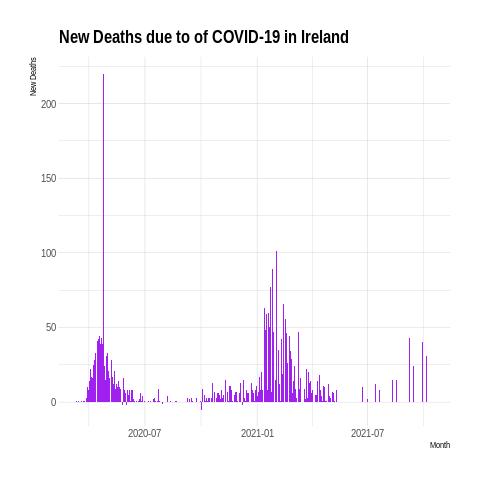 New Deaths due to of COVID-19 in Ireland
New Deaths
200
150
100
50
0
2020-07
2021-01
2021-07
Month